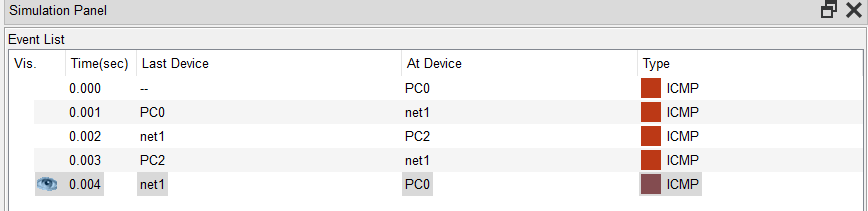 Simulation Panel
Event List
Vis. Time(sec) Last Device At Device Type
0.000 -- PC0 ICMP
0.001 PC0 net1 ICMP
0.002 net1 PC2 ICMP
0.003 PC2 net1 ICMP
0.004 net1 PC0 ICMP